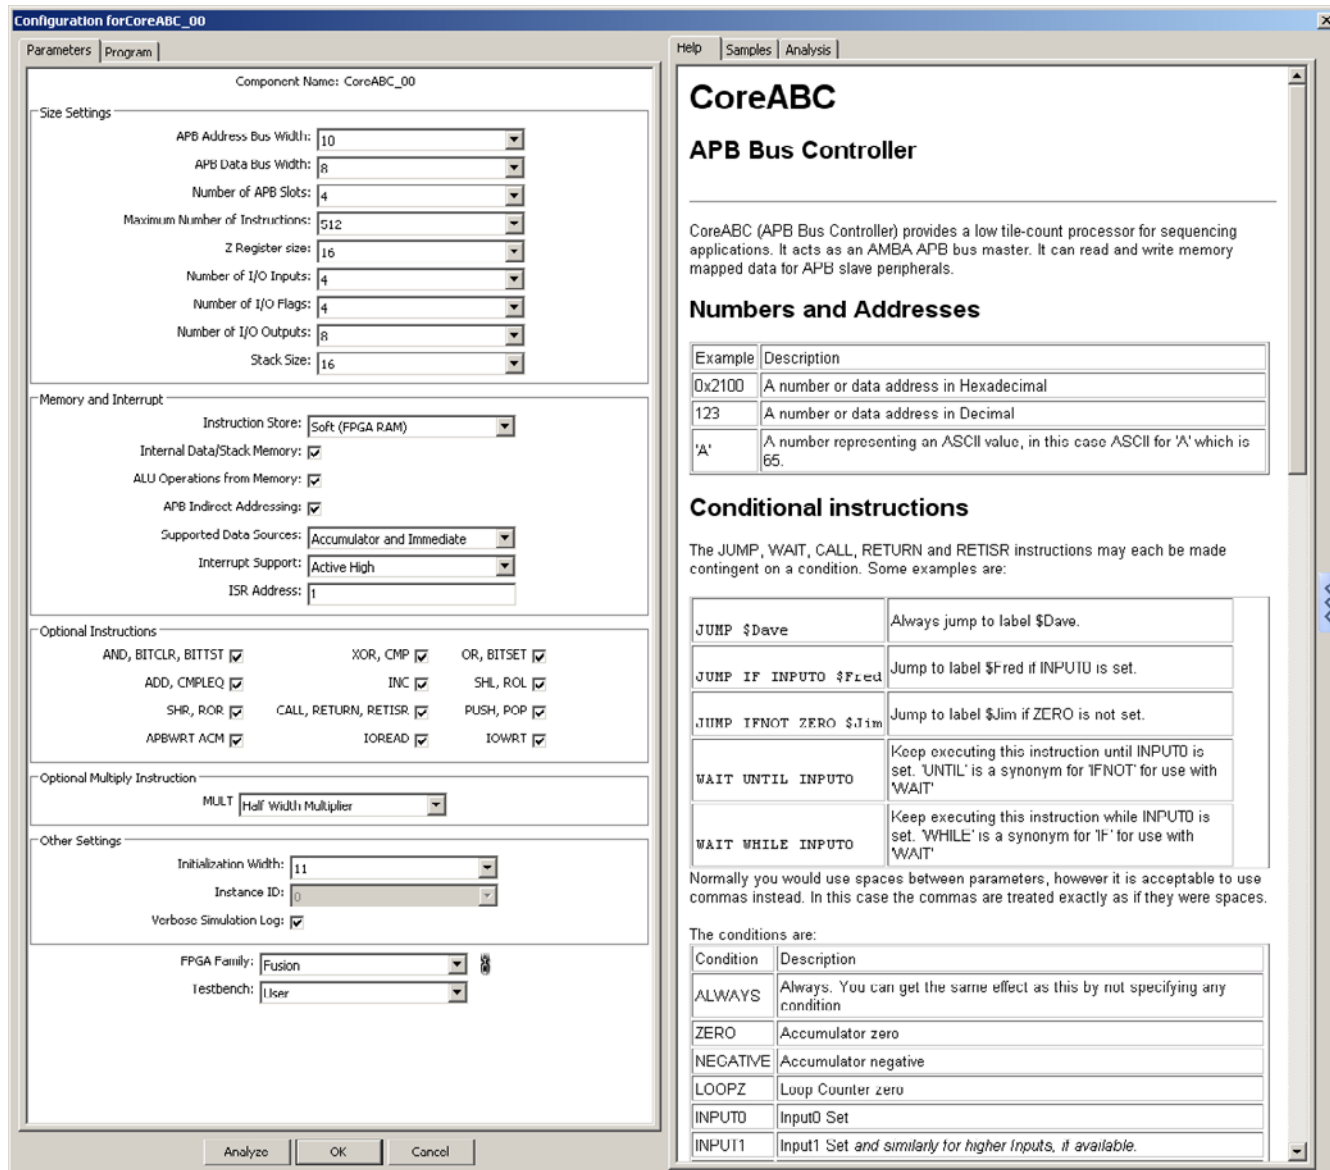 Configuration forCoreABC_00
Parameters
Program
Component Name: CoreABC_00
Size Settings
APB Address Bus Width: 10
APB Data Bus Width: 8
Number of APB Slots: 4
Maximum Number of Instructions: 512
Z Register size: 16
Number of I/O Inputs: 4
Number of I/O Flags: 4
Number of I/O Outputs: 8
Stack Size: 16
Memory and Interrupt
Instruction Store: Soft (FPGA RAM)
Internal Data/Stack Memory:
ALU Operations from Memory:
APB Indirect Addressing:
Supported Data Sources: Accumulator and Immediate
Interrupt Support: Active High
ISR Address: 1
Optional Instructions
AND, BITCLR, BITTST XOR, CMP OR, BITSET
ADD, CMPLEQ INC SHL, ROL
SHR, ROR CALL, RETURN, RETISR PUSH, POP
APBWRT ACM IOREAD IOWRT
Optional Multiply Instruction
MULT Half Width Multiplier
Other Settings
Initialization Width: 11
Instance ID: 0
Verbose Simulation Log:
FPGA Family: Fusion
Testbench: User
Analyze OK Cancel
Help Samples Analysis
CoreABC
APB Bus Controller
CoreABC (APB Bus Controller) provides a low tile-count processor for sequencing
applications. It acts as an AMBA APB bus master. It can read and write memory
mapped data for APB slave peripherals.
Numbers and Addresses
Example Description
0x2100 A number or data address in Hexadecimal
123 A number or data address in Decimal
'A' A number representing an ASCII value, in this case ASCII for 'A' which is
65.
Conditional instructions
The JUMP, WAIT, CALL, RETURN and RETISR instructions may each be made
contingent on a condition. Some examples are:
JUMP $Dave Always jump to label $Dave.
JUMP IF INPUT0 $Fred Jump to label $Fred if INPUT0 is set.
JUMP IFNOT ZERO $Jim Jump to label $Jim if ZERO is not set.
WAIT UNTIL INPUT0 Keep executing this instruction until INPUT0 is
set. 'UNTIL' is a synonym for 'IFNOT' for use with
'WAIT'
WAIT WHILE INPUT0 Keep executing this instruction while INPUT0 is
set. 'WHILE' is a synonym for 'IF' for use with
'WAIT'
Normally you would use spaces between parameters, however it is acceptable to use
commas instead. In this case the commas are treated exactly as if they were spaces.
The conditions are:
Condition Description
ALWAYS Always. You can get the same effect as this by not specifying any
condition
ZERO Accumulator zero
NEGATIVE Accumulator negative
LOOPZ Loop Counter zero
INPUT0 Input0 Set
INPUT1 Input1 Set and similarly for higher Inputs, if available.